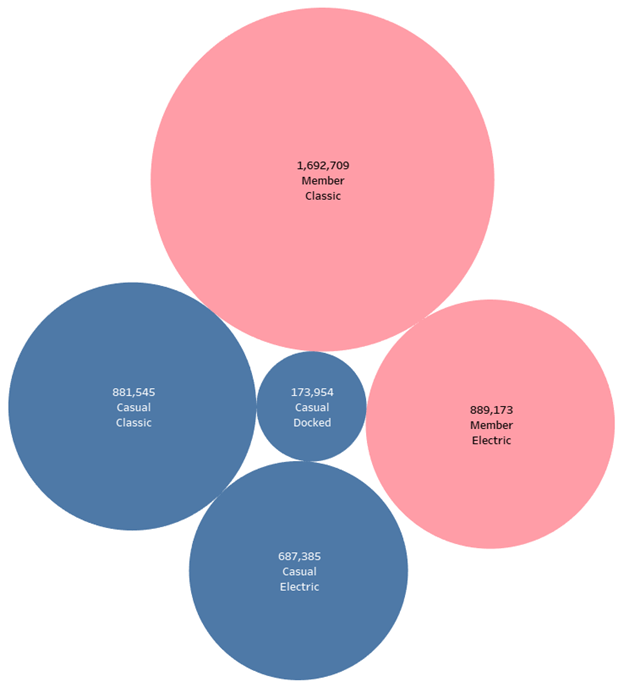 1,692,709
Member
Classic
881,545
Casual
Classic
173,954
Casual
Docked
889,173
Member
Electric
687,385
Casual
Electric